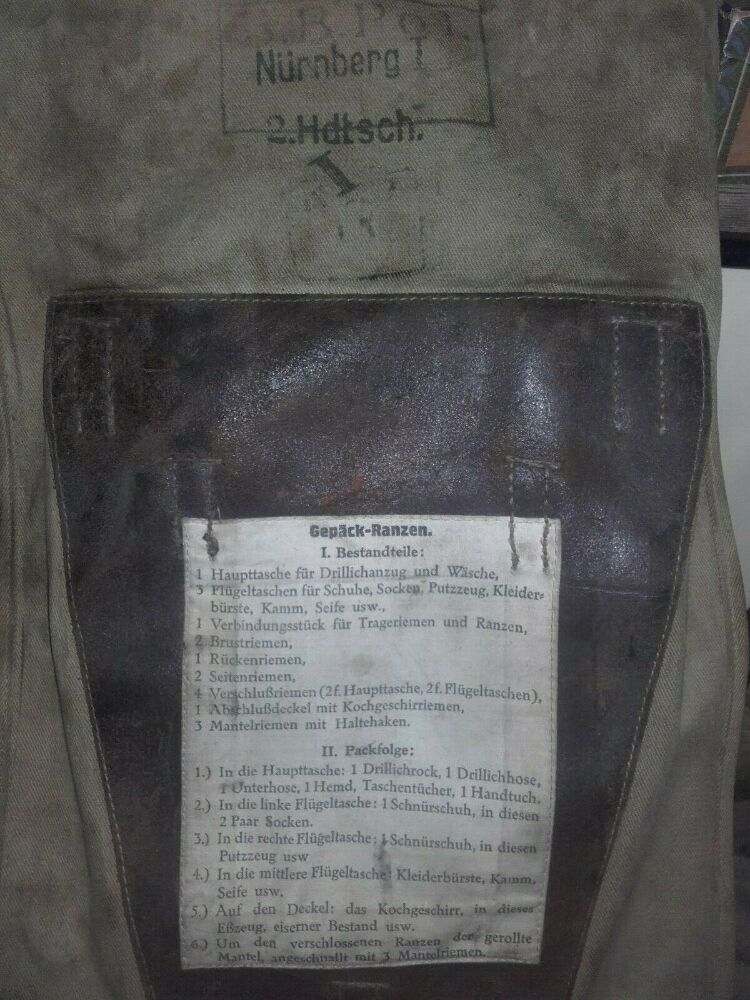 Nürnberg I
2.Hdtsch.
I
Gepäck-Ranzen.
I. Bestandteile:
1 Haupttasche für Drillichanzug und Wäsche,
3 Flügeltaschen für Schuhe, Socken, Putzzeug, Kleider-
bürste, Kamm, Seife usw.,
1 Verbindungsstück für Trageriemen und Ranzen,
2 Brustriemen,
1 Rückenriemen,
2 Seitenriemen,
4 Verschlußriemen (2f. Haupttasche, 2f. Flügeltaschen),
1 Abschlußdeckel mit Kochgeschirriemen,
3 Mantelriemen mit Haltehaken.
II. Packfolge:
1.) In die Haupttasche: 1 Drillichrock, 1 Drillichhose,
1 Unterhose, 1 Hemd, Taschentücher, 1 Handtuch.
2.) In die linke Flügeltasche: 1 Schnürschuh, in diesen
2 Paar Socken.
3.) In die rechte Flügeltasche: 1 Schnürschuh, in diesen
Putzzeug usw
4.) In die mittlere Flügeltasche: Kleiderbürste, Kamm,
Seife usw.
5.) Auf den Deckel: das Kochgeschirr, in dieses
Eßzeug, eiserner Bestand usw.
6.) Um den verschlossenen Ranzen der gerollte
Mantel, angeschnallt mit 3 Mantelriemen.